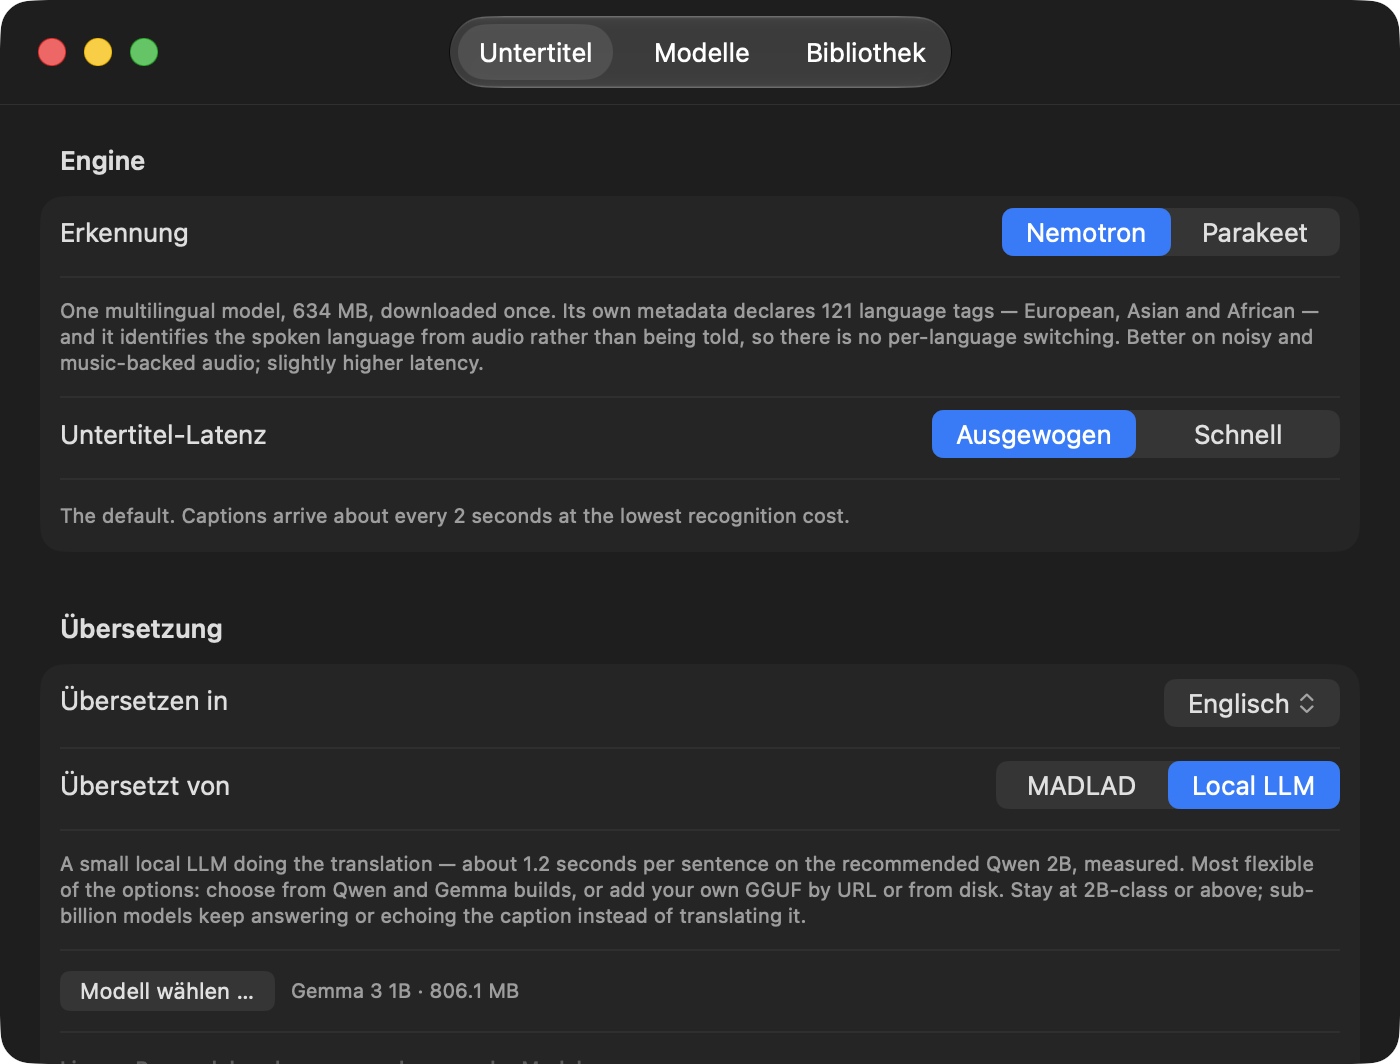 Untertitel Modelle Bibliothek
Engine
Erkennung Nemotron Parakeet
One multilingual model, 634 MB, downloaded once. Its own metadata declares 121 language tags — European, Asian and African —
and it identifies the spoken language from audio rather than being told, so there is no per-language switching. Better on noisy and
music-backed audio; slightly higher latency.
Untertitel-Latenz Ausgewogen Schnell
The default. Captions arrive about every 2 seconds at the lowest recognition cost.
Übersetzung
Übersetzen in Englisch
Übersetzt von MADLAD Local LLM
A small local LLM doing the translation — about 1.2 seconds per sentence on the recommended Qwen 2B, measured. Most flexible
of the options: choose from Qwen and Gemma builds, or add your own GGUF by URL or from disk. Stay at 2B-class or above; sub-
billion models keep answering or echoing the caption instead of translating it.
Modell wählen ... Gemma 3 1B · 806.1 MB